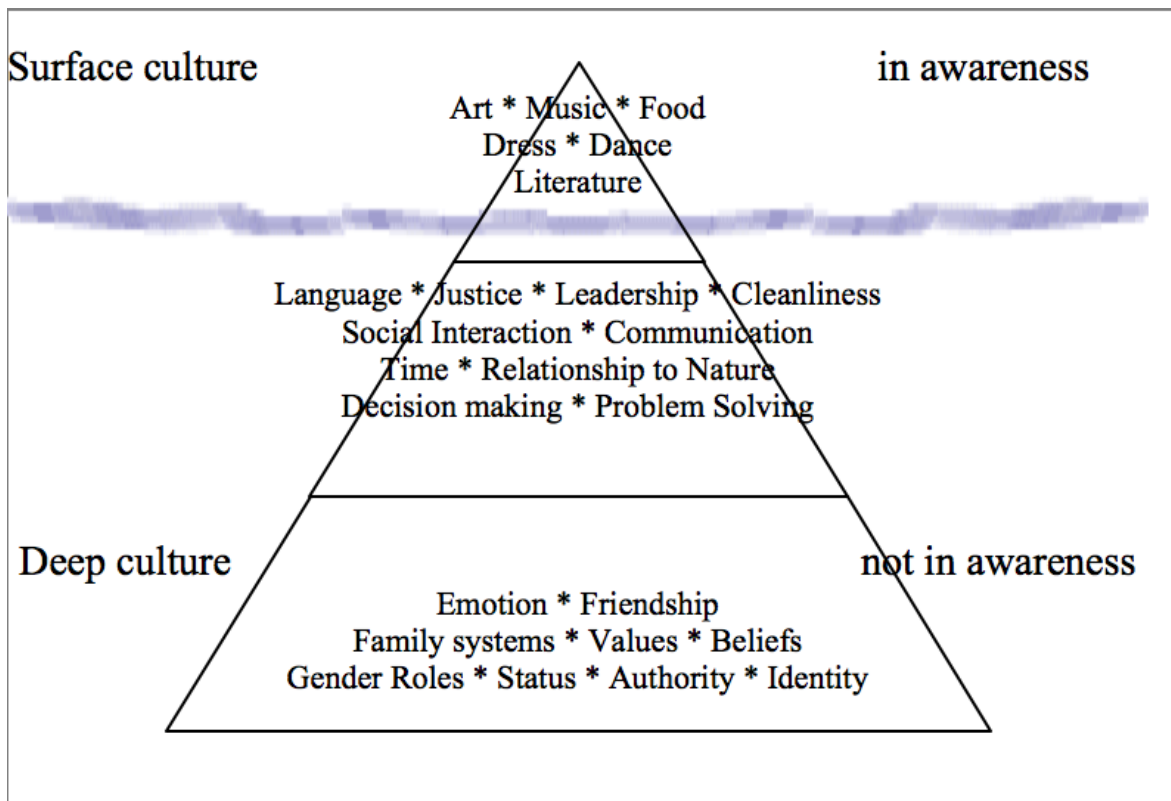 Surface culture
in awareness
Art * Music * Food
Dress * Dance
Literature
Language * Justice * Leadership * Cleanliness
Social Interaction * Communication
Time * Relationship to Nature
Decision making * Problem Solving
Deep culture
not in awareness
Emotion * Friendship
Family systems * Values * Beliefs
Gender Roles * Status * Authority * Identity